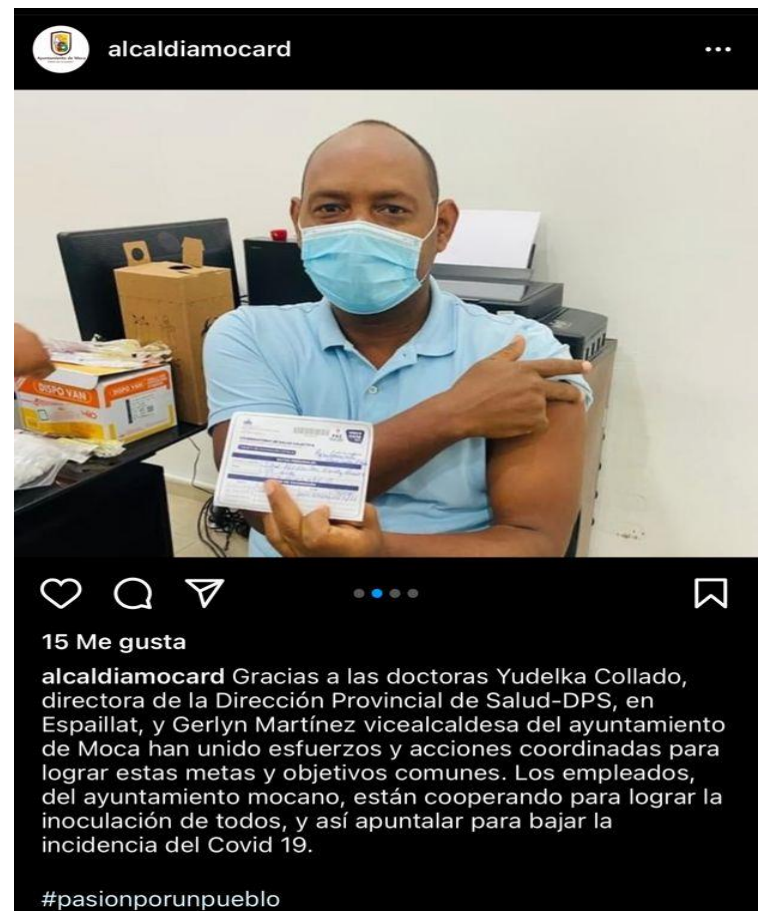 alcaldiamocard
DISPO VAN
DISPO VAN
15 Me gusta
alcaldiamocard Gracias a las doctoras Yudelka Collado,
directora de la Dirección Provincial de Salud-DPS, en
Espaillat, y Gerlyn Martínez vicealcaldesa del ayuntamiento
de Moca han unido esfuerzos y acciones coordinadas para
lograr estas metas y objetivos comunes. Los empleados,
del ayuntamiento mocano, están cooperando para lograr la
inoculación de todos, y así apuntalar para bajar la
incidencia del Covid 19.
#pasionporunpueblo